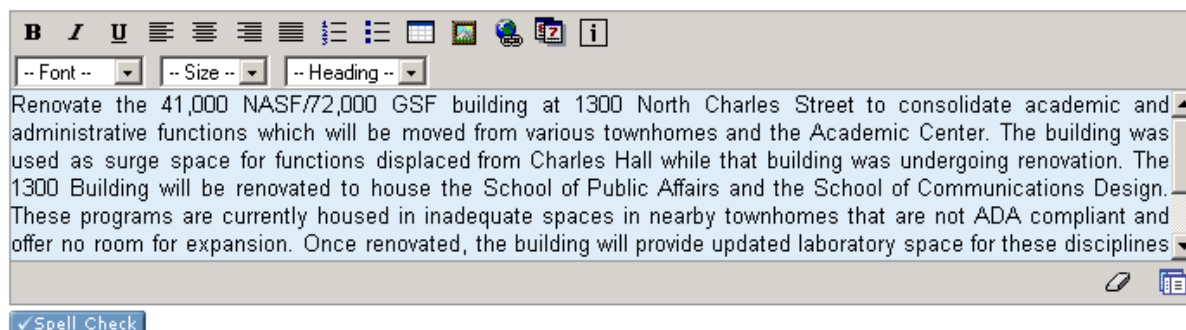 B I U
-- Font -- -- Size -- -- Heading --
Renovate the 41,000 NASF/72,000 GSF building at 1300 North Charles Street to consolidate academic and
administrative functions which will be moved from various townhomes and the Academic Center. The building was
used as surge space for functions displaced from Charles Hall while that building was undergoing renovation. The
1300 Building will be renovated to house the School of Public Affairs and the School of Communications Design.
These programs are currently housed in inadequate spaces in nearby townhomes that are not ADA compliant and
offer no room for expansion. Once renovated, the building will provide updated laboratory space for these disciplines
Spell Check